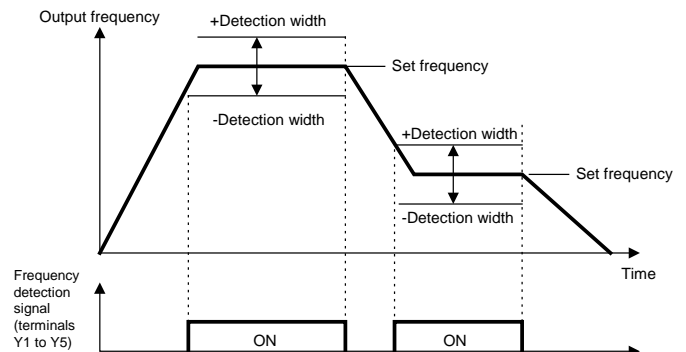 Output frequency
+Detection width
Set frequency
-Detection width
+Detection width
Set frequency
-Detection width
Time
Frequency
detection
signal
(terminals
Y1 to Y5)
ON
ON